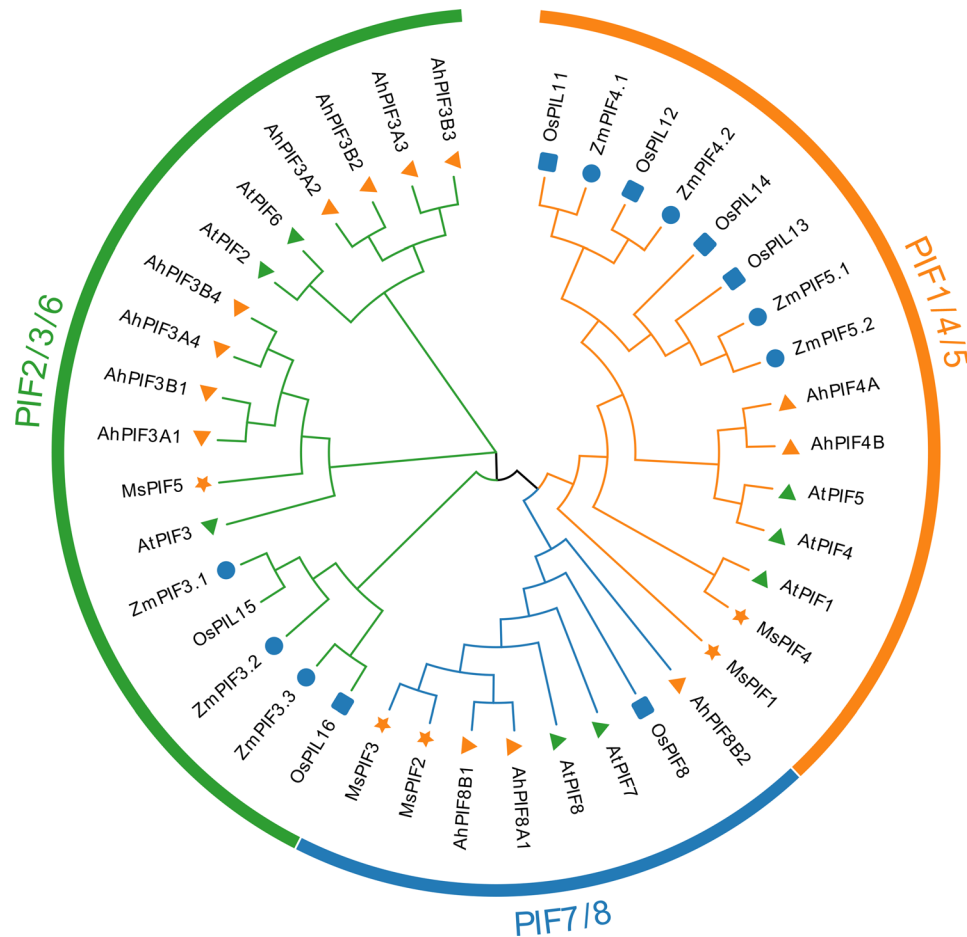 OsPIL11
ZmPIF4.1
OsPIL12
ZmPIF4.2
OsPIL14
OsPIL13
ZmPIF5.1
ZmPIF5.2
AhPIF4A
AhPIF4B
AtPIF5
AtPIF4
AtPIF1
MsPIF4
MsPIF1
AhPIF8B2
OsPIF8
AtPIF7
AtPIF8
AhPIF8A1
AhPIF8B1
MsPIF2
MsPIF3
OsPIL16
ZmPIF3.3
ZmPIF3.2
OsPIL15
ZmPIF3.1
AtPIF3
MsPIF5
AhPIF3A1
AhPIF3B1
AhPIF3A4
AhPIF3B4
AtPIF2
AtPIF6
AhPIF3A2
AhPIF3B2
AhPIF3A3
AhPIF3B3
PIF1/4/5
PIF7/8
PIF2/3/6